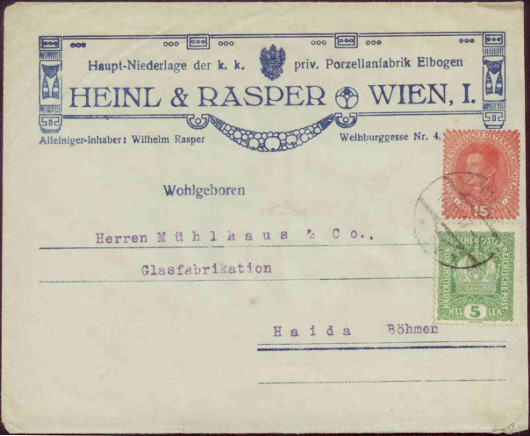 Haupt-Niederlage der k. k. priv. Porzellanfabrik Elbogen
HEINL & RASPER WIEN, I.
Alleiniger-Inhaber: Wilhelm Rasper Weihburggasse Nr. 4.
Wohlgeboren
15
Herren Mühlhaus & Co.,
Glasfabrikation
5
HELLER
Haida Böhmen